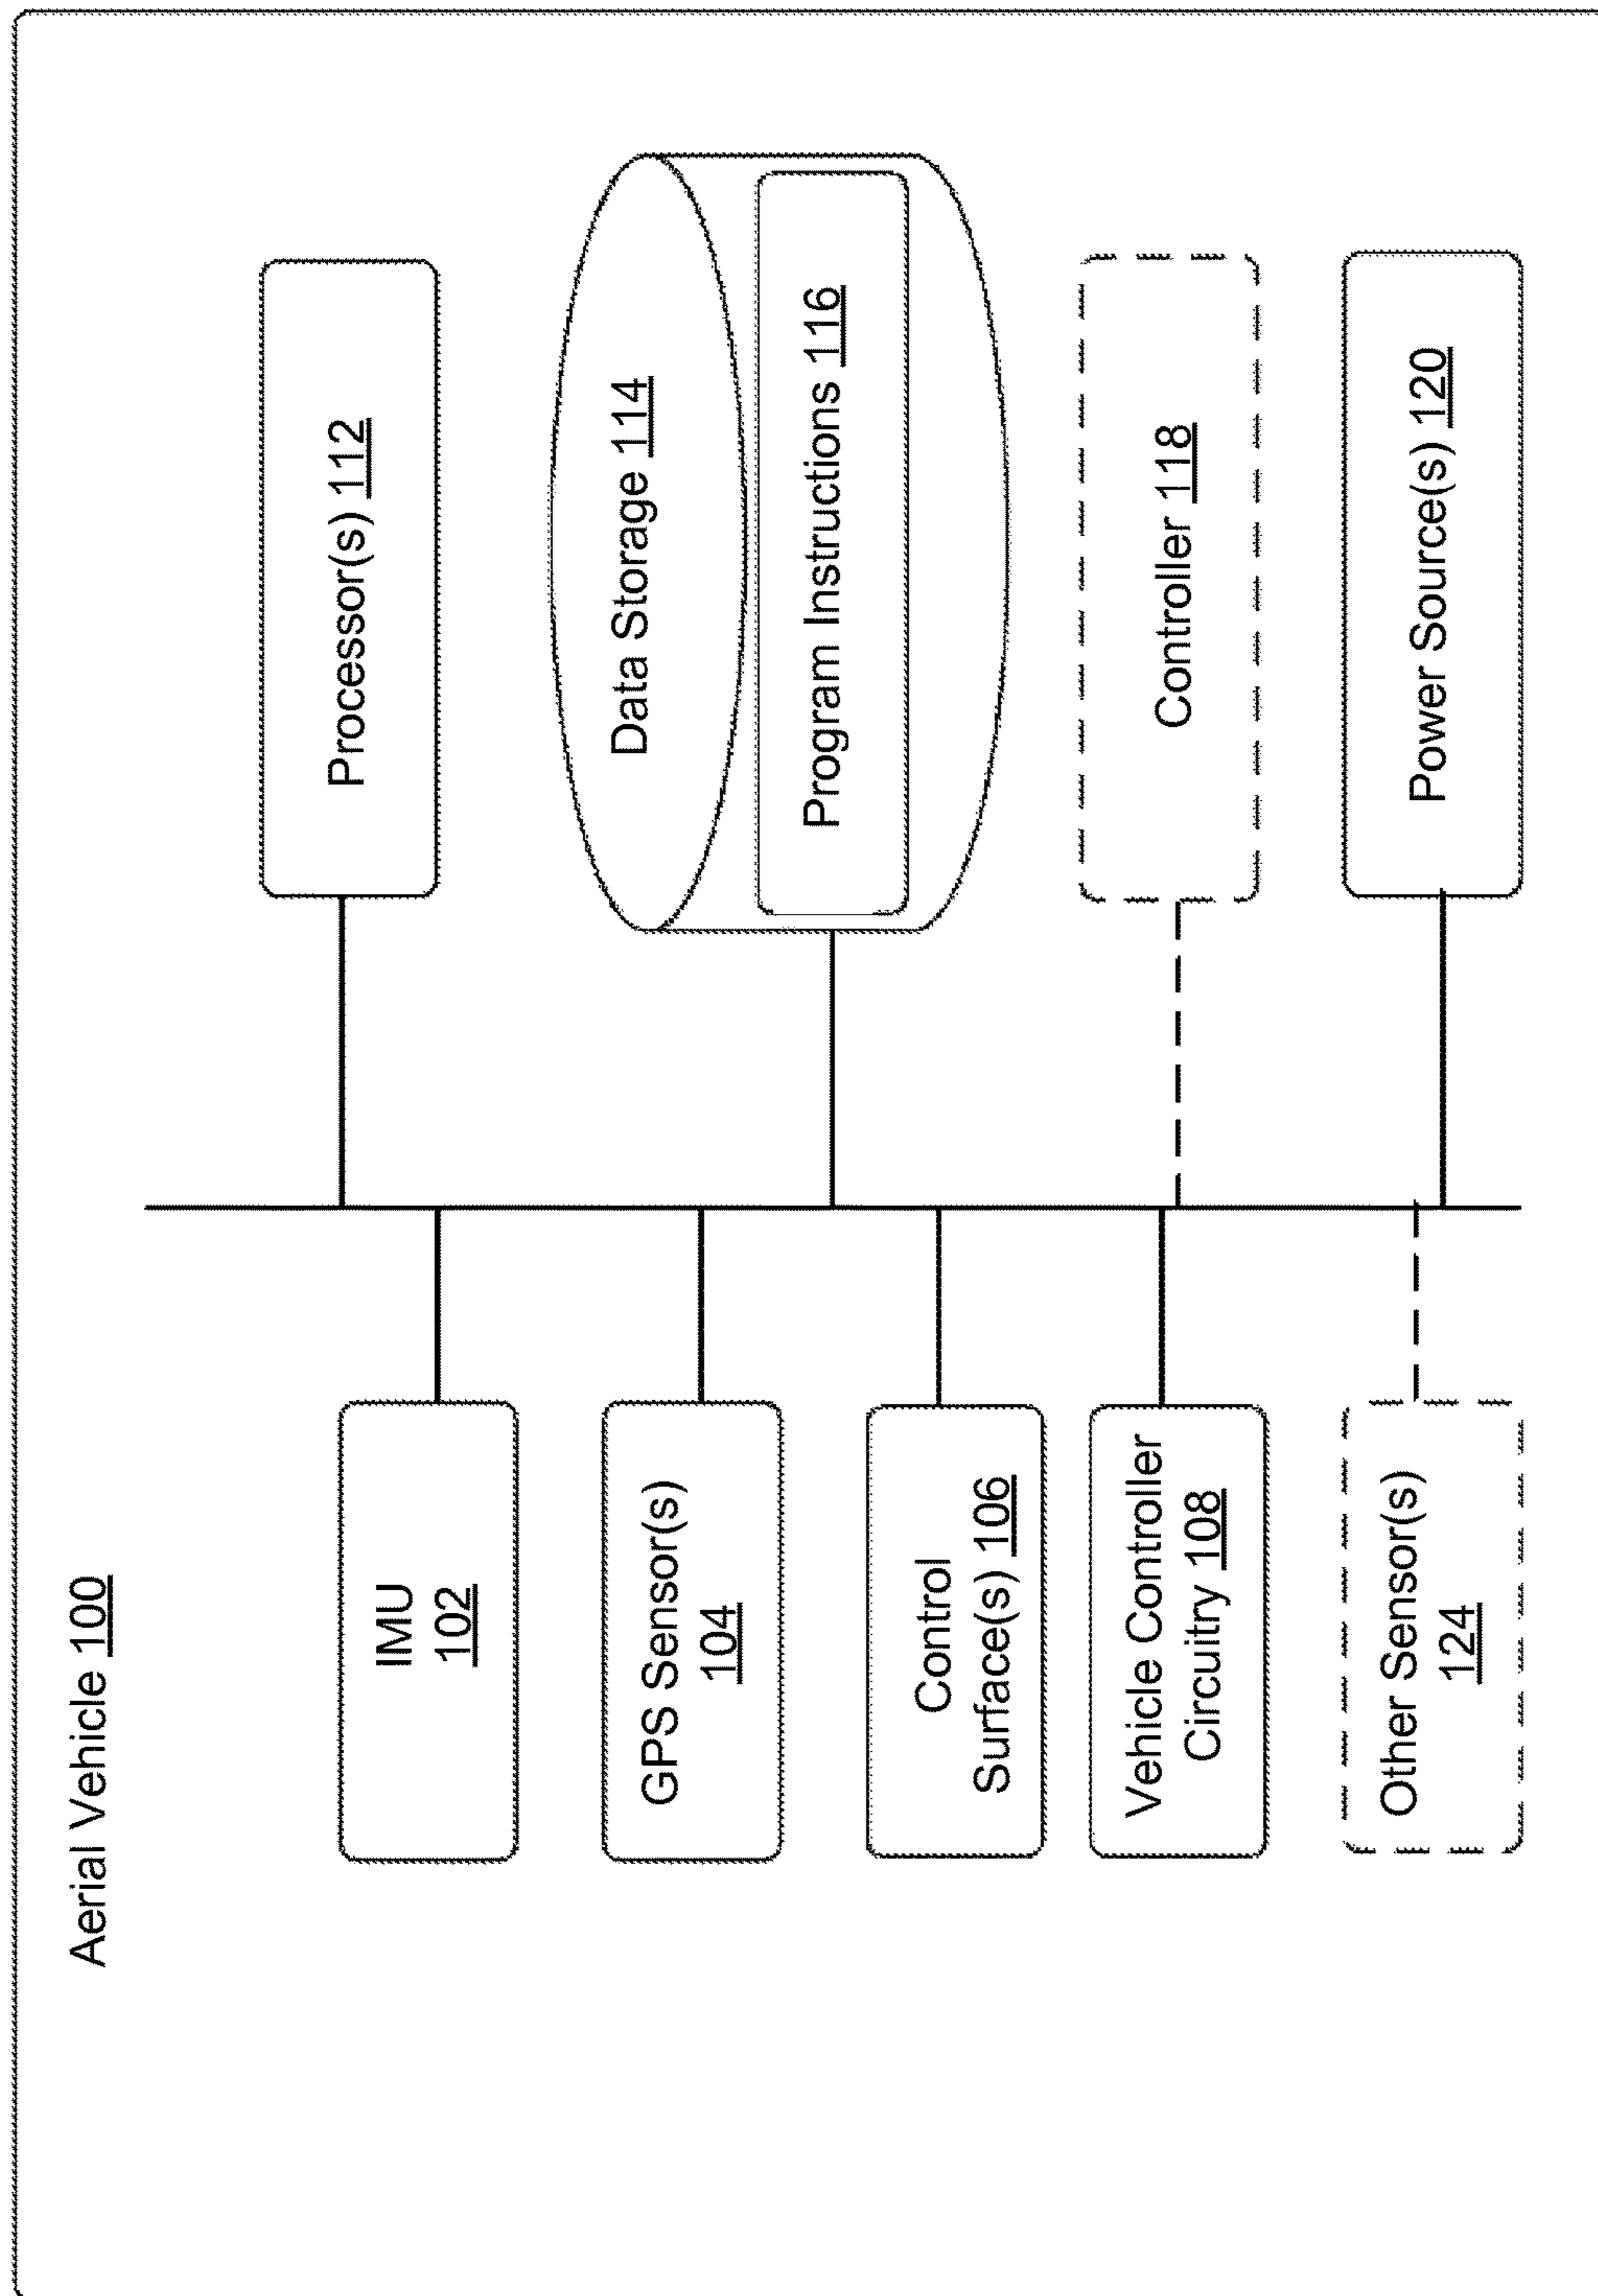 Aerial Vehicle 100
IMU
102
GPS Sensor(s)
104
Control
Surface(s) 106
Vehicle Controller
Circuitry 108
Other Sensor(s)
124
Processor(s) 112
Data Storage 114
Program Instructions 116
Controller 118
Power Source(s) 120